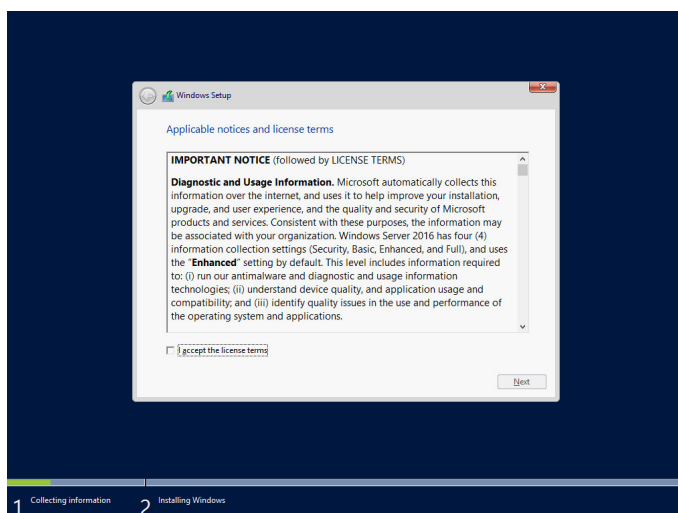 Windows Setup
Applicable notices and license terms
IMPORTANT NOTICE (followed by LICENSE TERMS)
Diagnostic and Usage Information. Microsoft automatically collects this
information over the internet, and uses it to help improve your installation,
upgrade, and user experience, and the quality and security of Microsoft
products and services. Consistent with these purposes, the information may
be associated with your organization. Windows Server 2016 has four (4)
information collection settings (Security, Basic, Enhanced, and Full), and uses
the "Enhanced" setting by default. This level includes information required
to: (i) run our antimalware and diagnostic and usage information
technologies; (ii) understand device quality, and application usage and
compatibility; and (iii) identify quality issues in the use and performance of
the operating system and applications.
I accept the license terms
Next
1 Collecting information
2 Installing Windows